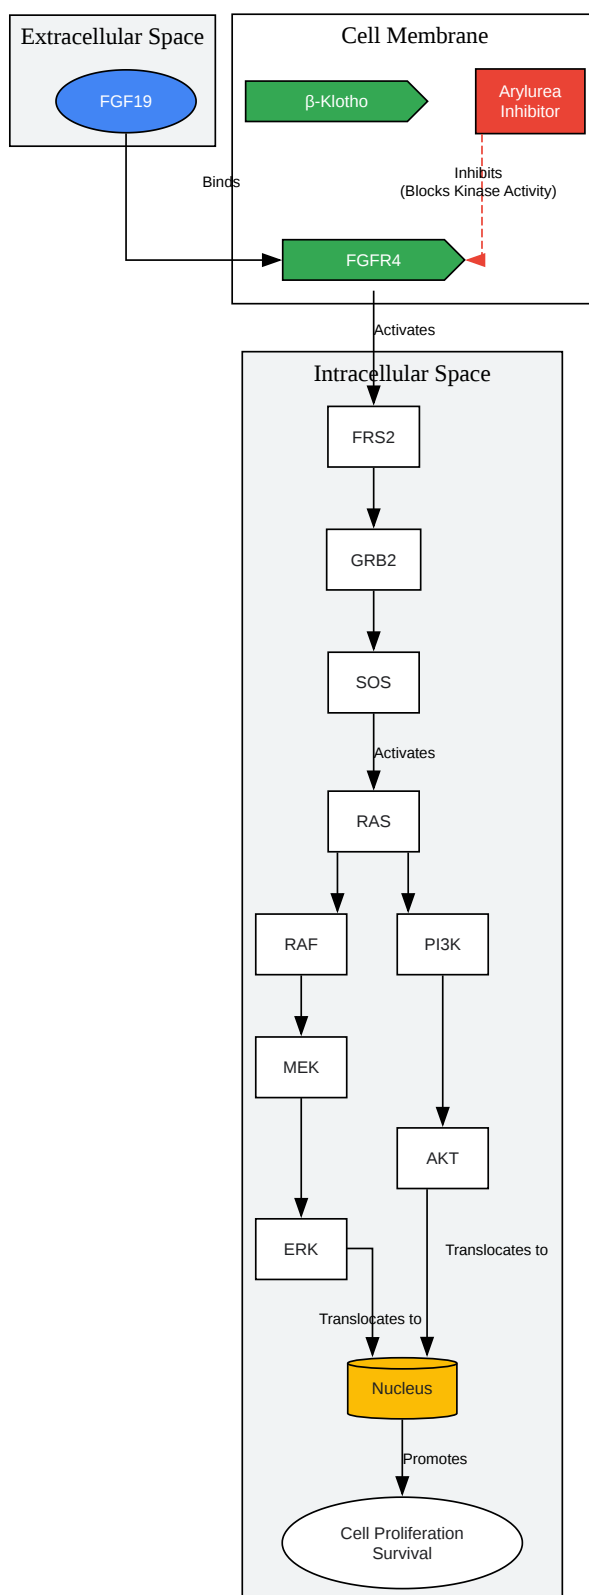 Extracellular Space
Cell Membrane
FGF19
β-Klotho
Arylurea
Inhibitor
Binds
Inhibits
(Blocks Kinase Activity)
FGFR4
Activates
Intracellular Space
FRS2
GRB2
SOS
Activates
RAS
RAF
PI3K
MEK
AKT
ERK
Translocates to
Translocates to
Nucleus
Promotes
Cell Proliferation
Survival